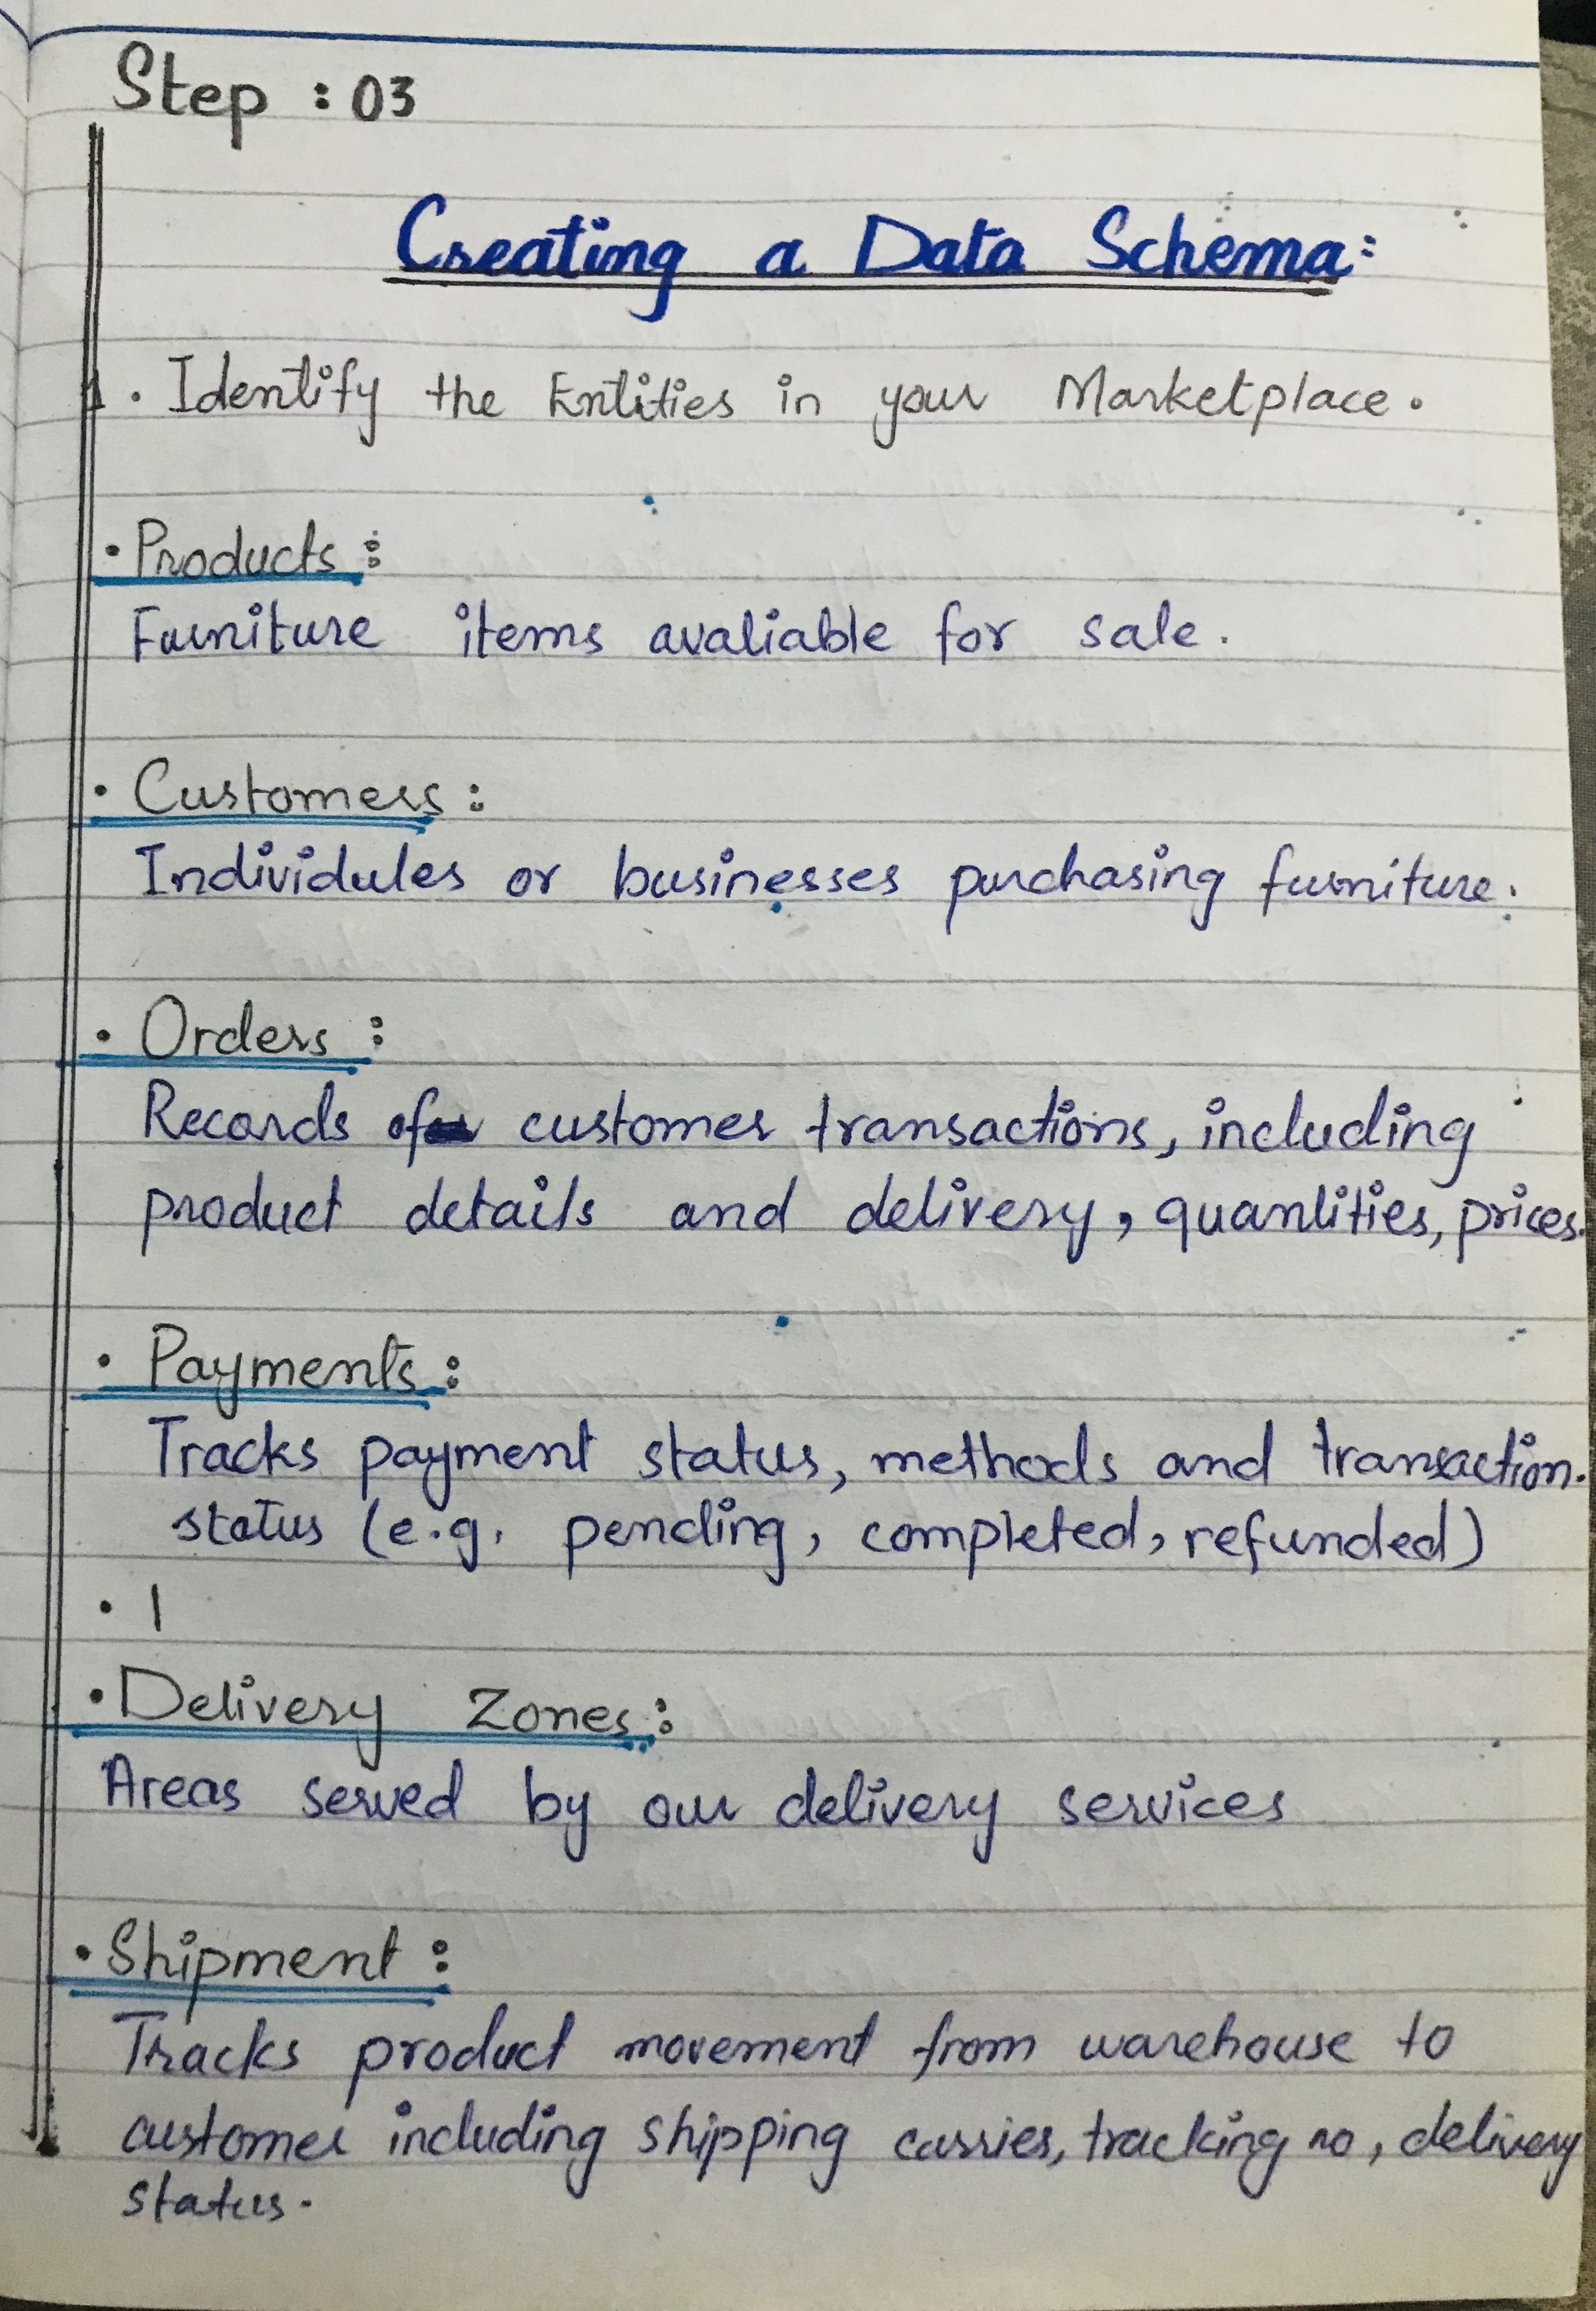 Step : 03
Creating a Data Schema:
1. Identify the Entities in your Marketplace.
• Products :
Furniture items avaliable for sale.
• Customers :
Individules or businesses purchasing furniture.
• Orders :
Records of customer transactions, including
product details and delivery, quantities, prices.
• Payments :
Tracks payment status, methods and transaction.
status (e.g. pending, completed, refunded)
• I
• Delivery Zones :
Areas served by our delivery services
• Shipment :
Tracks product movement from warehouse to
customer including shipping carries, tracking no, delivery
status.